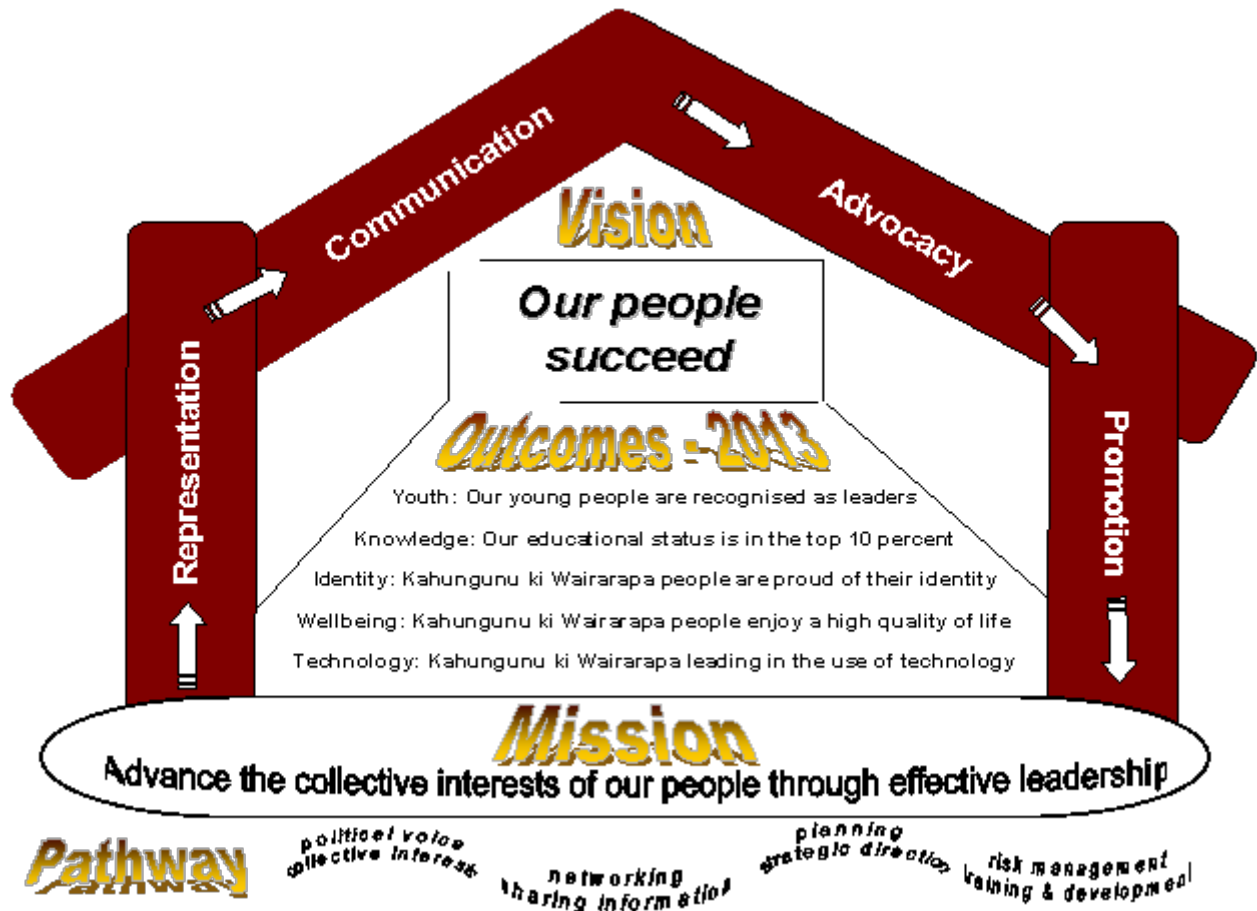 Communication
Advocacy
Representation
Promotion
Vision
Our people
succeed
Outcomes - 2013
Youth: Our young people are recognised as leaders
Knowledge: Our educational status is in the top 10 percent
Identity: Kahungunu ki Wairarapa people are proud of their identity
Wellbeing: Kahungunu ki Wairarapa people enjoy a high quality of life
Technology: Kahungunu ki Wairarapa leading in the use of technology
Mission
Advance the collective interests of our people through effective leadership
Pathway
political voice
collective interests
networking
sharing information
planning
strategic direction
risk management
training & development